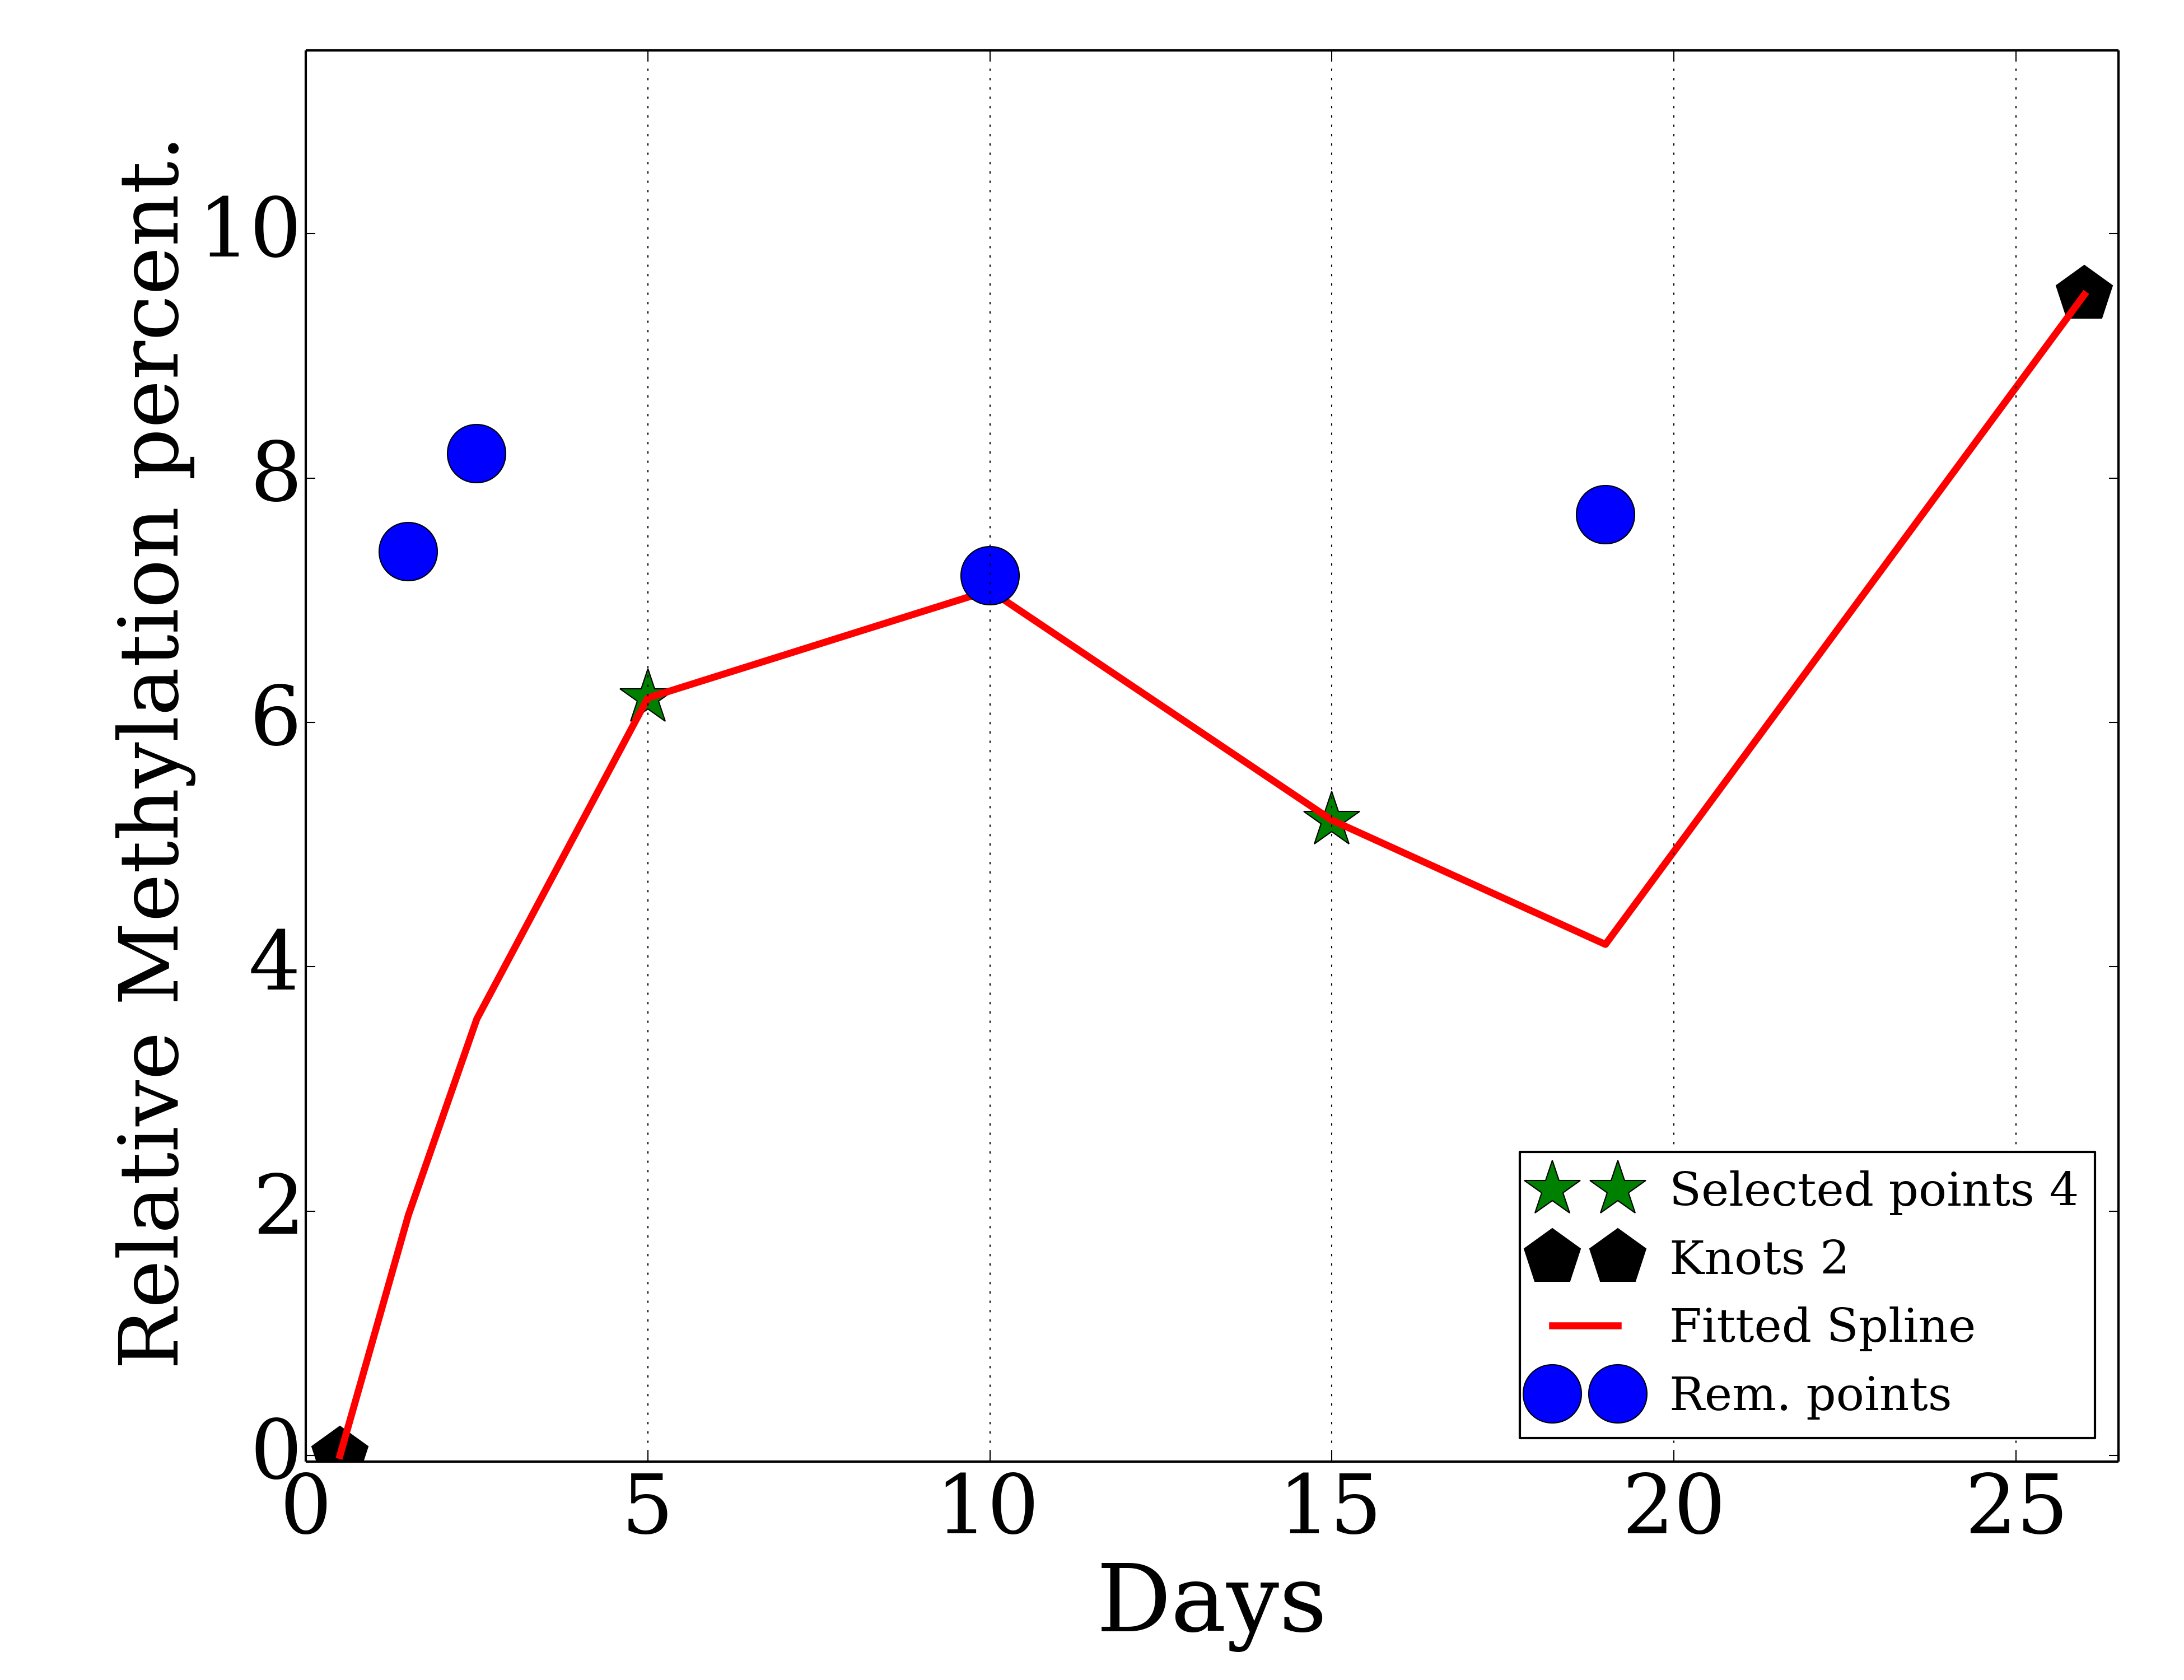 Relative Methylation percent.
10
8
6
4
2
0
0 5 10 15 20 25
Days
Selected points 4
Knots 2
Fitted Spline
Rem. points